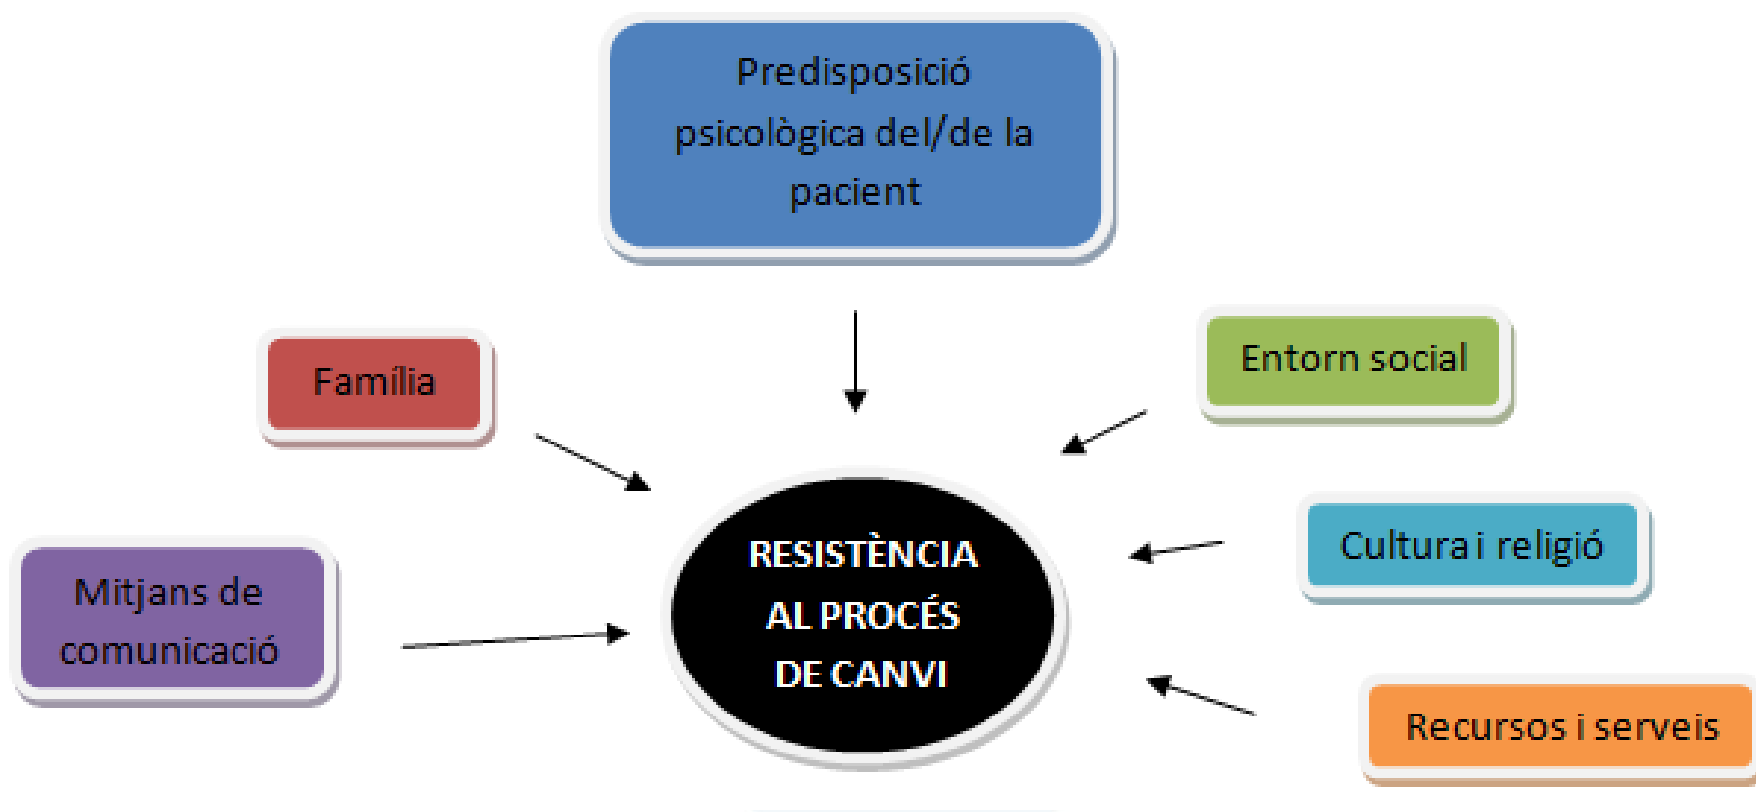 Predisposició
psicològica del/de la
pacient
Família
Entorn social
Mitjans de
comunicació
RESISTÈNCIA
AL PROCÉS
DE CANVI
Cultura i religió
Recursos i serveis